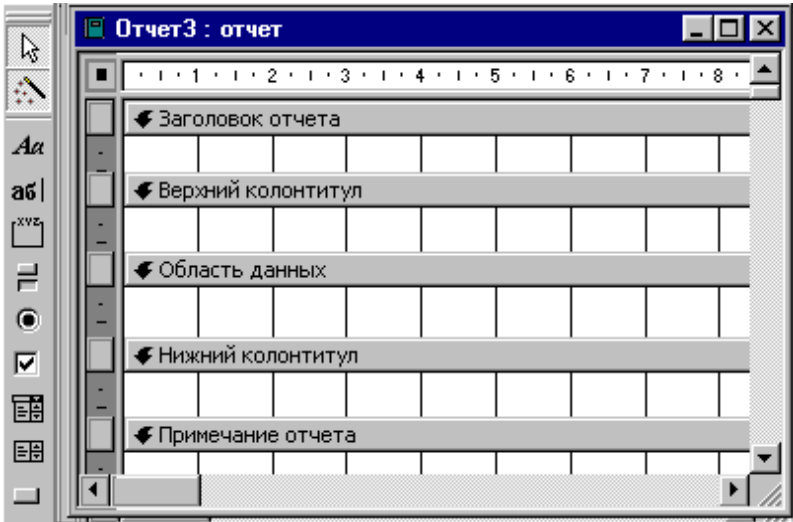 Отчет3 : отчет
1 2 3 4 5 6 7 8
Заголовок отчета
Aa
Верхний колонтитул
аб|
xyz
Область данных
Нижний колонтитул
Примечание отчета